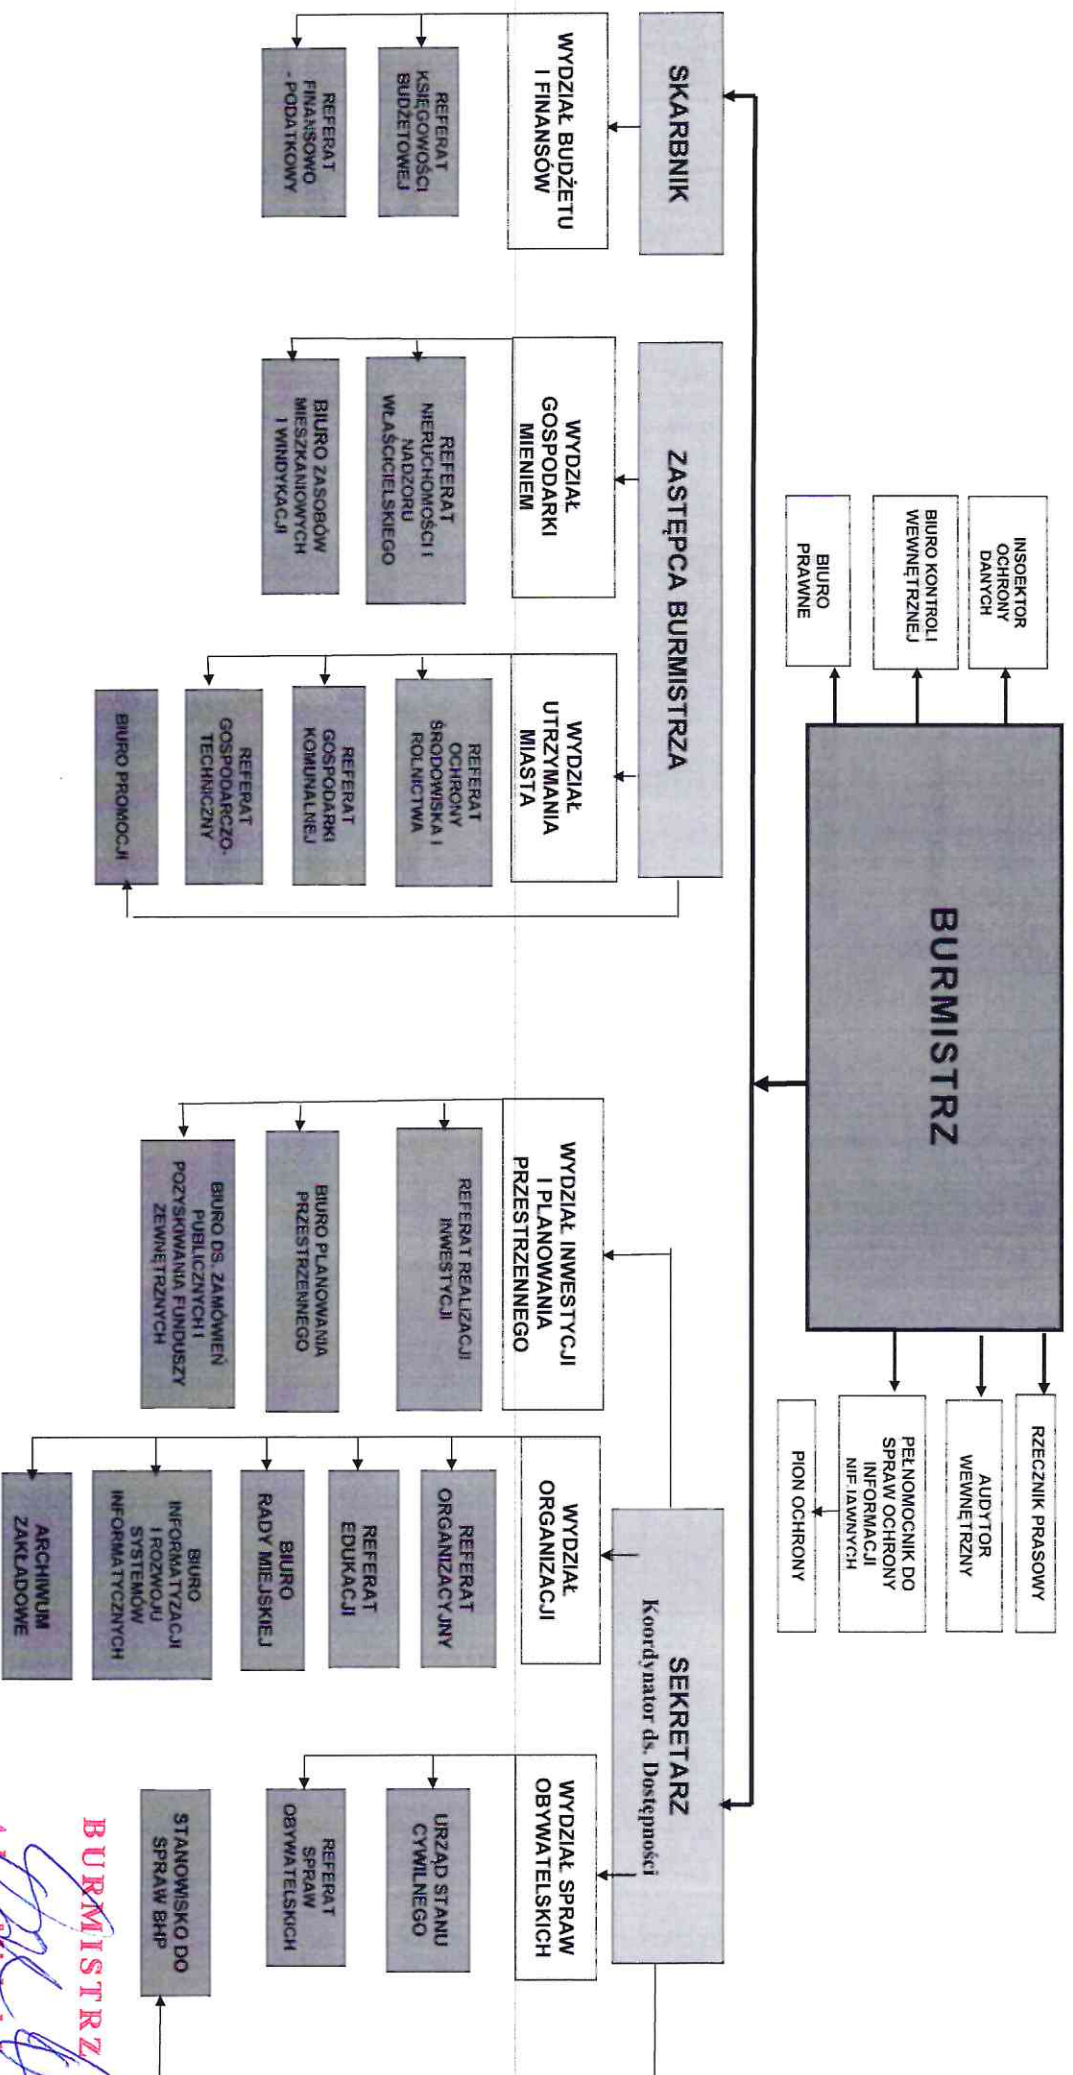 BURMISTRZ
INSOEKTOR
OCHRONY
DANYCH
BIURO KONTROLI
WEWNĘTRZNEJ
BIURO
PRAWNE
RZECZNIK PRASOWY
AUDYTOR
WEWNĘTRZNY
PEŁNOMOCNIK DO
SPRAW OCHRONY
INFORMACJI
NIEJAWNYCH
PION OCHRONY
SKARBNIK
WYDZIAŁ BUDŻETU
I FINANSÓW
REFERAT
KSIĘGOWOŚCI
BUDŻETOWEJ
REFERAT
FINANSOWO
- PODATKOWY
ZASTĘPCA BURMISTRZA
WYDZIAŁ
GOSPODARKI
MIENIEM
REFERAT
NIERUCHOMOŚCI I
NADZORU
WŁAŚCICIELSKIEGO
BIURO ZASOBÓW
MIESZKANIOWYCH
I WINDYKACJI
WYDZIAŁ
UTRZYMANIA
MIASTA
REFERAT
OCHRONY
ŚRODOWISKA I
ROLNICTWA
REFERAT
GOSPODARKI
KOMUNALNEJ
REFERAT
GOSPODARCZO-
TECHNICZNY
BIURO PROMOCJI
SEKRETARZ
Koordynator ds. Dostępności
WYDZIAŁ INWESTYCJI
I PLANOWANIA
PRZESTRZENNEGO
REFERAT REALIZACJI
INWESTYCJI
BIURO PLANOWANIA
PRZESTRZENNEGO
BIURO DS. ZAMÓWIEŃ
PUBLICZNYCH I
POZYSKIWANIA FUNDUSZY
ZEWNĘTRZNYCH
WYDZIAŁ
ORGANIZACJI
REFERAT
ORGANIZACYJNY
REFERAT
EDUKACJI
BIURO
RADY MIEJSKIEJ
BIURO
INFORMATYZACJI
I ROZWOJU
SYSTEMÓW
INFORMATYCZNYCH
ARCHIWUM
ZAKŁADOWE
WYDZIAŁ SPRAW
OBYWATELSKICH
URZĄD STANU
CYWILNEGO
REFERAT
SPRAW
OBYWATELSKICH
STANOWISKO DO
SPRAW BHP
BURMISTRZ